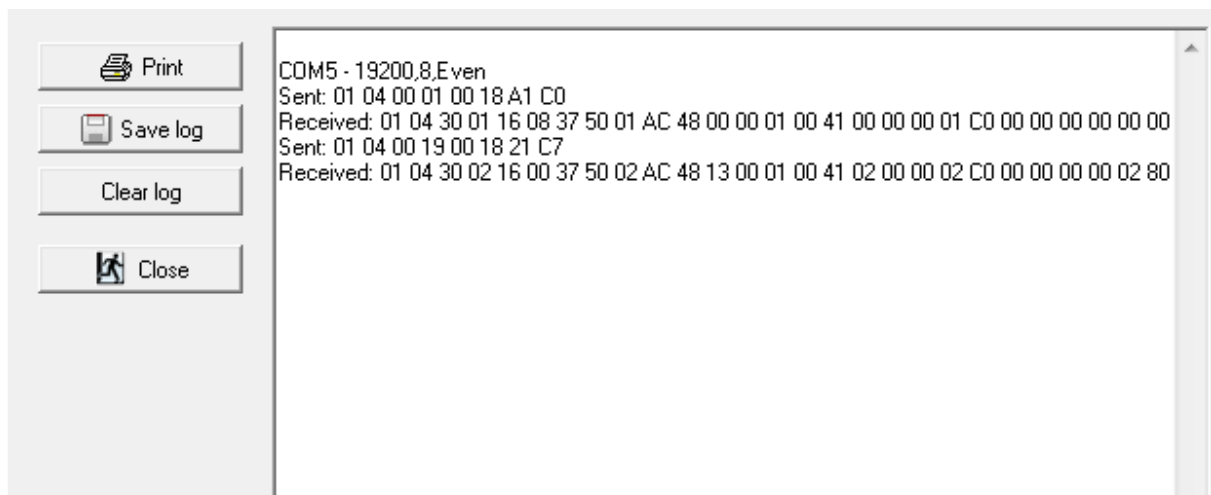 Print
Save log
Clear log
Close
COM5 - 19200,8,Even
Sent: 01 04 00 01 00 18 A1 C0
Received: 01 04 30 01 16 08 37 50 01 AC 48 00 00 01 00 41 00 00 00 01 C0 00 00 00 00 00 00
Sent: 01 04 00 19 00 18 21 C7
Received: 01 04 30 02 16 00 37 50 02 AC 48 13 00 01 00 41 02 00 00 02 C0 00 00 00 00 02 80